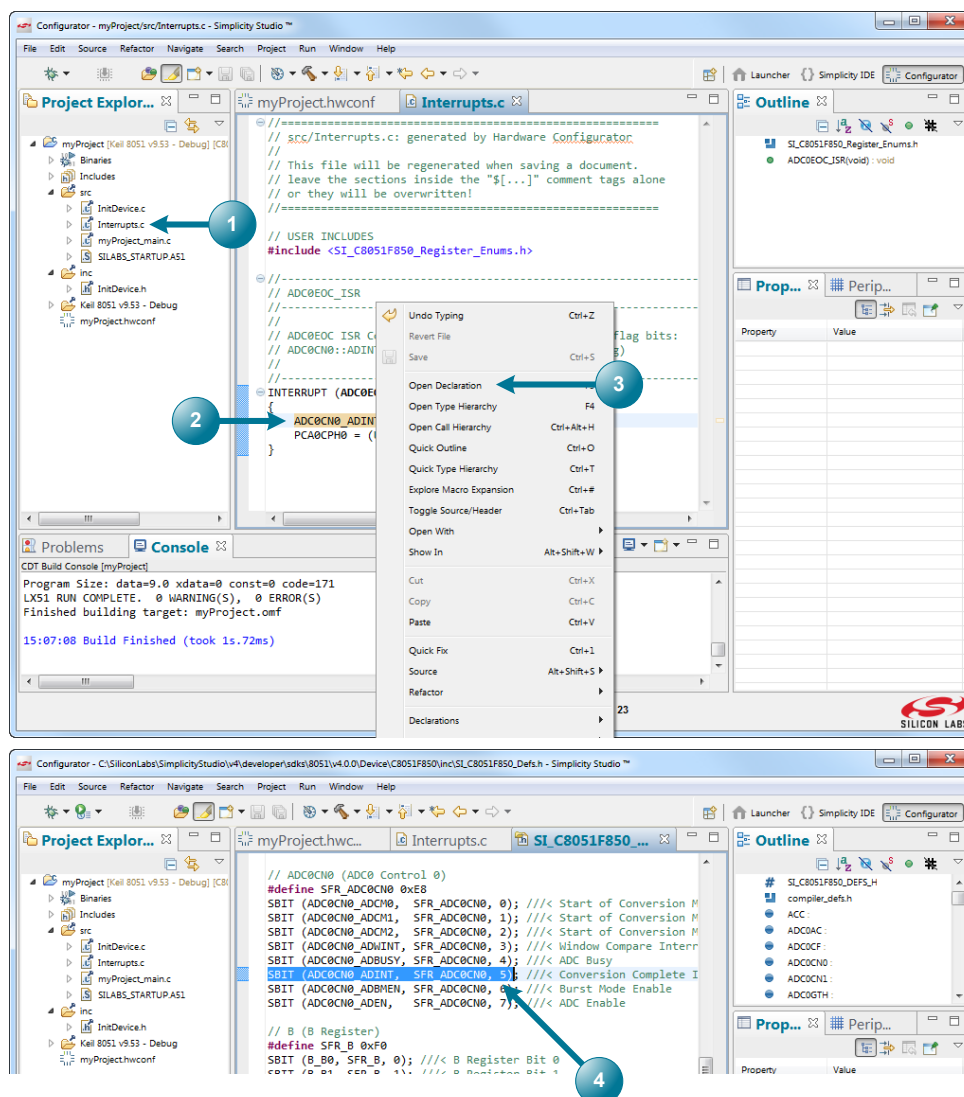 Configurator - myProject/src/Interrupts.c - Simplicity Studio ™
File Edit Source Refactor Navigate Search Project Run Window Help
Launcher Simplicity IDE Configurator
Project Explor...
myProject [Keil 8051 v9.53 - Debug] [C8
Binaries
Includes
src
InitDevice.c
Interrupts.c
myProject_main.c
SILABS_STARTUP.A51
inc
InitDevice.h
Keil 8051 v9.53 - Debug
myProject.hwconf
1
myProject.hwconf Interrupts.c
//=========================================================
// src/Interrupts.c: generated by Hardware Configurator
//
// This file will be regenerated when saving a document.
// leave the sections inside the "$[...]" comment tags alone
// or they will be overwritten!
//=========================================================
// USER INCLUDES
#include <SI_C8051F850_Register_Enums.h>
//---------------------------------------------------------
// ADC0EOC_ISR
//---------------------------------------------------------
//
// ADC0EOC ISR Co flag bits:
// ADC0CN0::ADINT g)
//
//---------------------------------------------------------
INTERRUPT (ADC0E
{
ADC0CN0_ADIN
PCA0CPH0 = (
}
2
Undo Typing Ctrl+Z
Revert File
Save Ctrl+S
Open Declaration
3
Open Type Hierarchy F4
Open Call Hierarchy Ctrl+Alt+H
Quick Outline Ctrl+O
Quick Type Hierarchy Ctrl+T
Explore Macro Expansion Ctrl+#
Toggle Source/Header Ctrl+Tab
Open With
Show In Alt+Shift+W
Cut Ctrl+X
Copy Ctrl+C
Paste Ctrl+V
Quick Fix Ctrl+1
Source Alt+Shift+S
Refactor
Declarations
Outline
SI_C8051F850_Register_Enums.h
ADC0EOC_ISR(void) : void
Prop... Perip...
Property Value
Problems Console
CDT Build Console [myProject]
Program Size: data=9.0 xdata=0 const=0 code=171
LX51 RUN COMPLETE. 0 WARNING(S), 0 ERROR(S)
Finished building target: myProject.omf
15:07:08 Build Finished (took 1s.72ms)
23
SILICON LABS
Configurator - C:\SiliconLabs\SimplicityStudio\v4\developer\sdks\8051\v4.0.0\Device\C8051F850\inc\SI_C8051F850_Defs.h - Simplicity Studio ™
File Edit Source Refactor Navigate Search Project Run Window Help
Launcher Simplicity IDE Configurator
Project Explor...
myProject [Keil 8051 v9.53 - Debug] [C8
Binaries
Includes
src
InitDevice.c
Interrupts.c
myProject_main.c
SILABS_STARTUP.A51
inc
InitDevice.h
Keil 8051 v9.53 - Debug
myProject.hwconf
myProject.hwc... Interrupts.c SI_C8051F850_...
// ADC0CN0 (ADC0 Control 0)
#define SFR_ADC0CN0 0xE8
SBIT (ADC0CN0_ADCM0, SFR_ADC0CN0, 0); ///< Start of Conversion M
SBIT (ADC0CN0_ADCM1, SFR_ADC0CN0, 1); ///< Start of Conversion M
SBIT (ADC0CN0_ADCM2, SFR_ADC0CN0, 2); ///< Start of Conversion M
SBIT (ADC0CN0_ADWINT, SFR_ADC0CN0, 3); ///< Window Compare Interr
SBIT (ADC0CN0_ADBUSY, SFR_ADC0CN0, 4); ///< ADC Busy
SBIT (ADC0CN0_ADINT, SFR_ADC0CN0, 5); ///< Conversion Complete I
SBIT (ADC0CN0_ADBMEN, SFR_ADC0CN0, 6); ///< Burst Mode Enable
SBIT (ADC0CN0_ADEN, SFR_ADC0CN0, 7); ///< ADC Enable
// B (B Register)
#define SFR_B 0xF0
SBIT (B_B0, SFR_B, 0); ///< B Register Bit 0
SBIT (B_B1, SFR_B, 1); ///< B Register Bit 1
4
Outline
SI_C8051F850_DEFS_H
compiler_defs.h
ACC :
ADC0AC :
ADC0CF :
ADC0CN0 :
ADC0CN1 :
ADC0GTH :
Prop... Perip...
Property Value